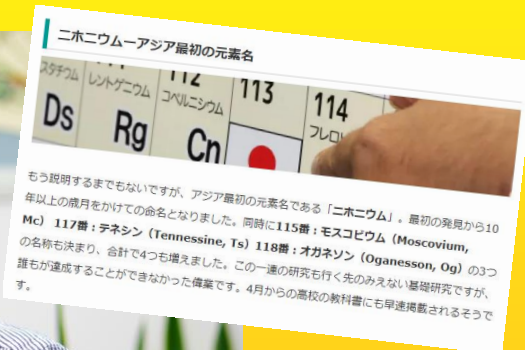 ニホニウムーアジア最初の元素名
スタチウム
レントゲニウム
112
コペルニシウム
113
114
フレロ
Ds
Rg
Cn
もう説明するまでもないですが、アジア最初の元素名である「ニホニウム」。最初の発見から10
年以上の歳月をかけての命名となりました。同時に115番:モスコビウム（Moscovium,
Mc） 117番:テネシン（Tennessine, Ts）118番:オガネソン（Oganesson, Og）の3つ
の名称も決まり、合計で4つも増えました。この一連の研究も行く先のみえない基礎研究ですが、
誰もが達成することができなかった偉業です。4月からの高校の教科書にも早速掲載されるそうで
す。